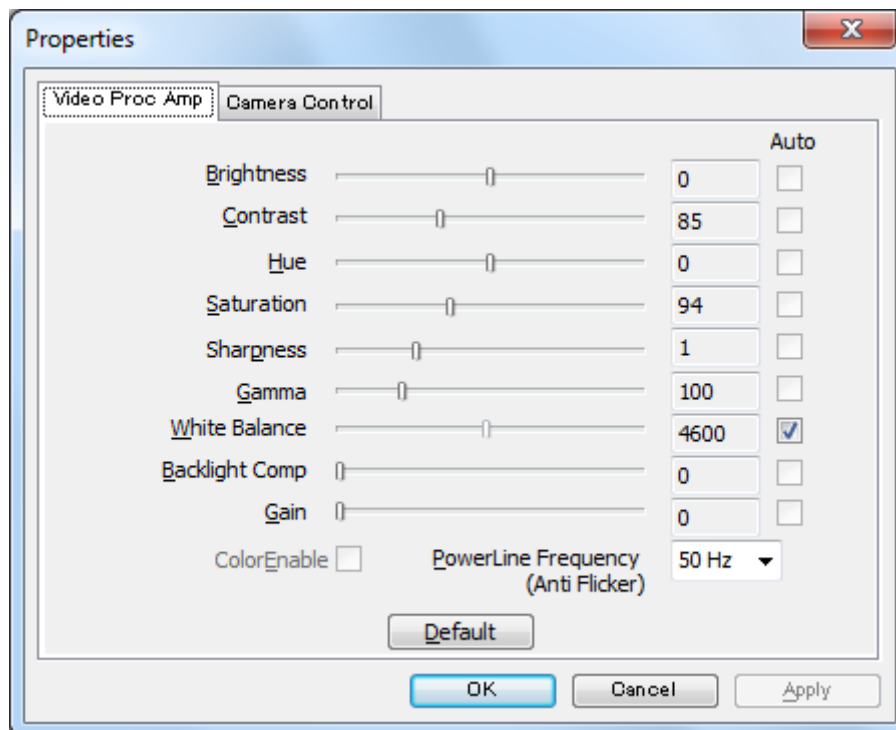 Properties
Video Proc Amp Camera Control
Auto
Brightness 0
Contrast 85
Hue 0
Saturation 94
Sharpness 1
Gamma 100
White Balance 4600
Backlight Comp 0
Gain 0
ColorEnable PowerLine Frequency 50 Hz
(Anti Flicker)
Default
OK Cancel Apply